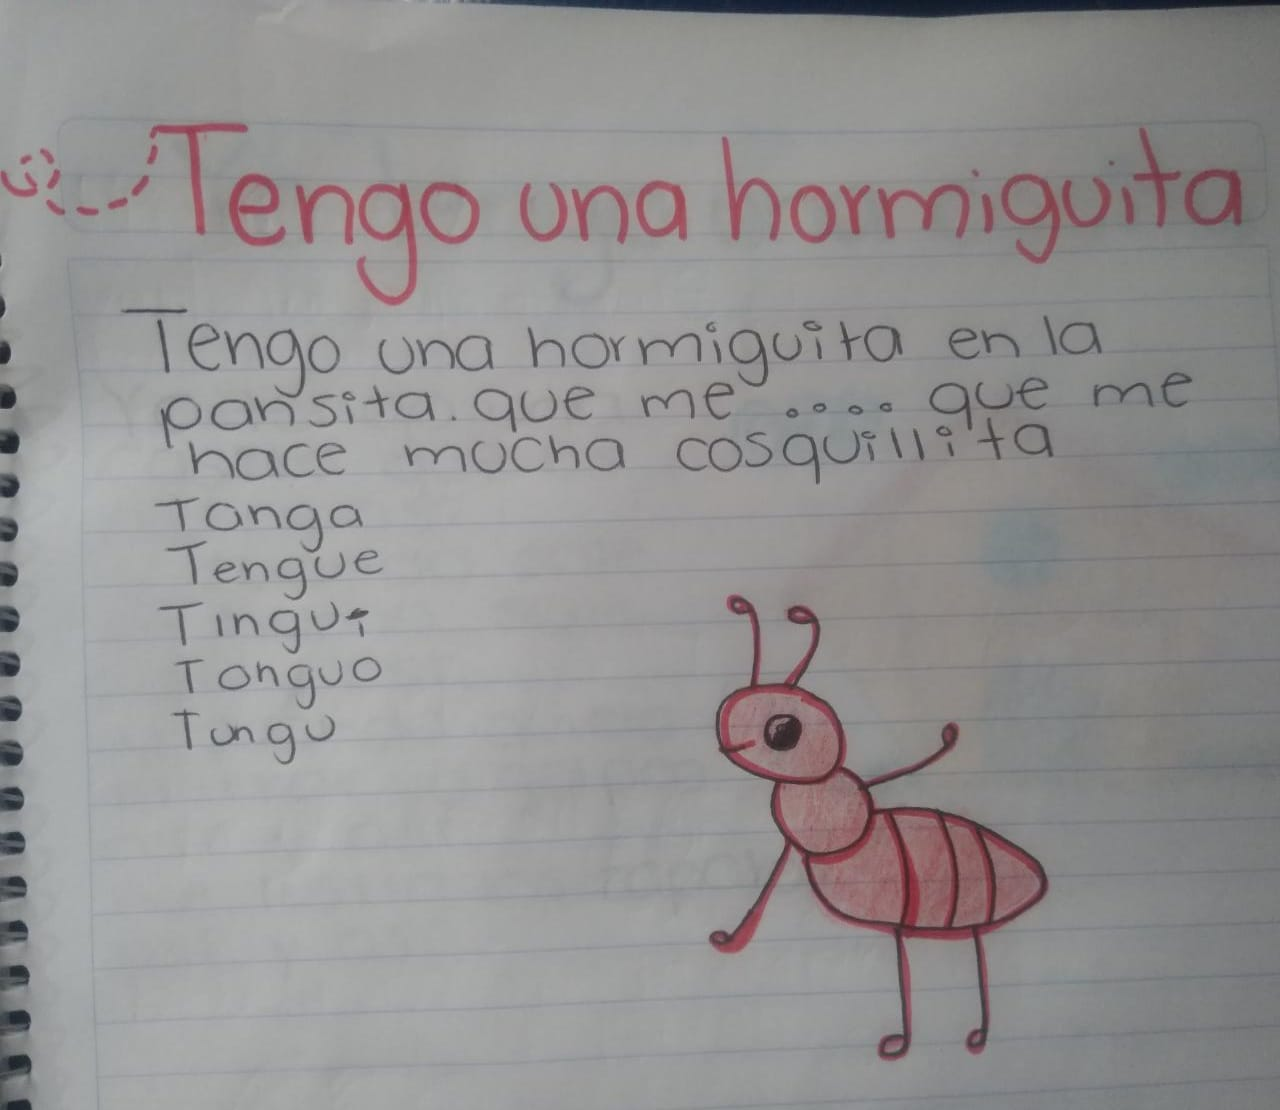 Tengo una hormiguita
Tengo una hormiguita en la
pansita. que me .... que me
hace mucha cosquillita
Tanga
Tengue
Tingui
Tonguo
Tungu